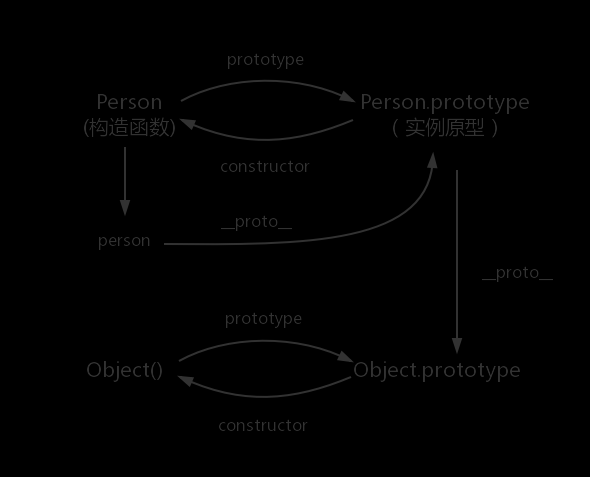 prototype
Person
(构造函数)
Person.prototype
（实例原型）
constructor
__proto__
person
__proto__
prototype
Object()
Object.prototype
constructor